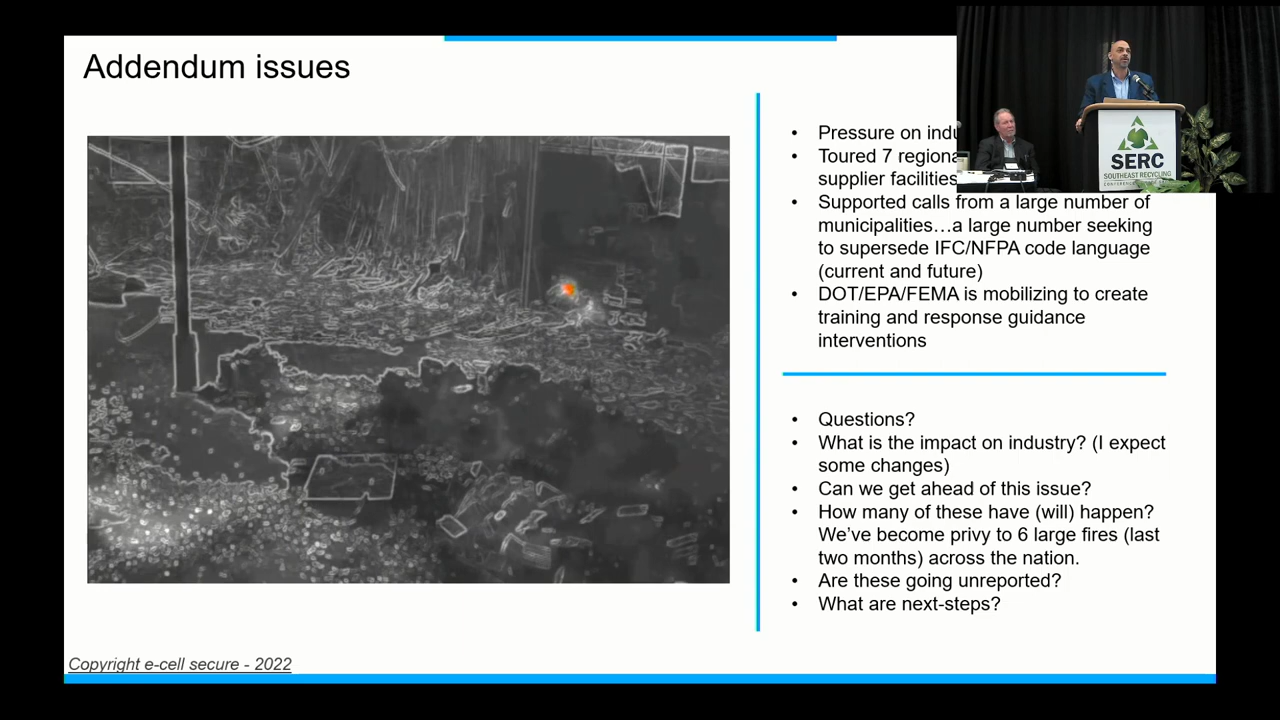 Addendum issues
• Pressure on
• Toured 7
supplier facilities
• Supported calls from a large number of
municipalities…a large number seeking
to supersede IFC/NFPA code language
(current and future)
• DOT/EPA/FEMA is mobilizing to create
training and response guidance
interventions
• Questions?
• What is the impact on industry? (I expect
some changes)
• Can we get ahead of this issue?
• How many of these have (will) happen?
We’ve become privy to 6 large fires (last
two months) across the nation.
• Are these going unreported?
• What are next-steps?
Copyright e-cell secure - 2022
SERC
SOUTHEAST RECYCLING